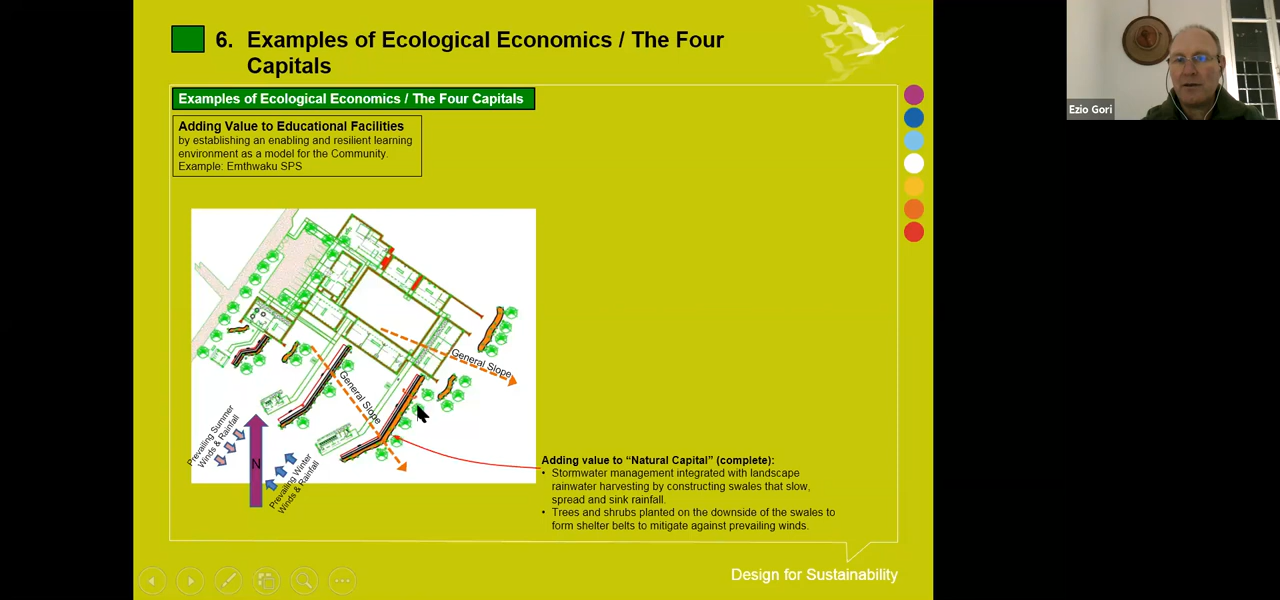 6. Examples of Ecological Economics / The Four
Capitals
Ezio Gori
Examples of Ecological Economics / The Four Capitals
Adding Value to Educational Facilities
by establishing an enabling and resilient learning
environment as a model for the Community.
Example: Emthwaku SPS
General Slope
General Slope
Prevailing Summer
Winds & Rainfall
N
Prevailing Winter
Winds & Rainfall
Adding value to “Natural Capital” (complete):
• Stormwater management integrated with landscape
rainwater harvesting by constructing swales that slow,
spread and sink rainfall.
• Trees and shrubs planted on the downside of the swales to
form shelter belts to mitigate against prevailing winds.
Design for Sustainability